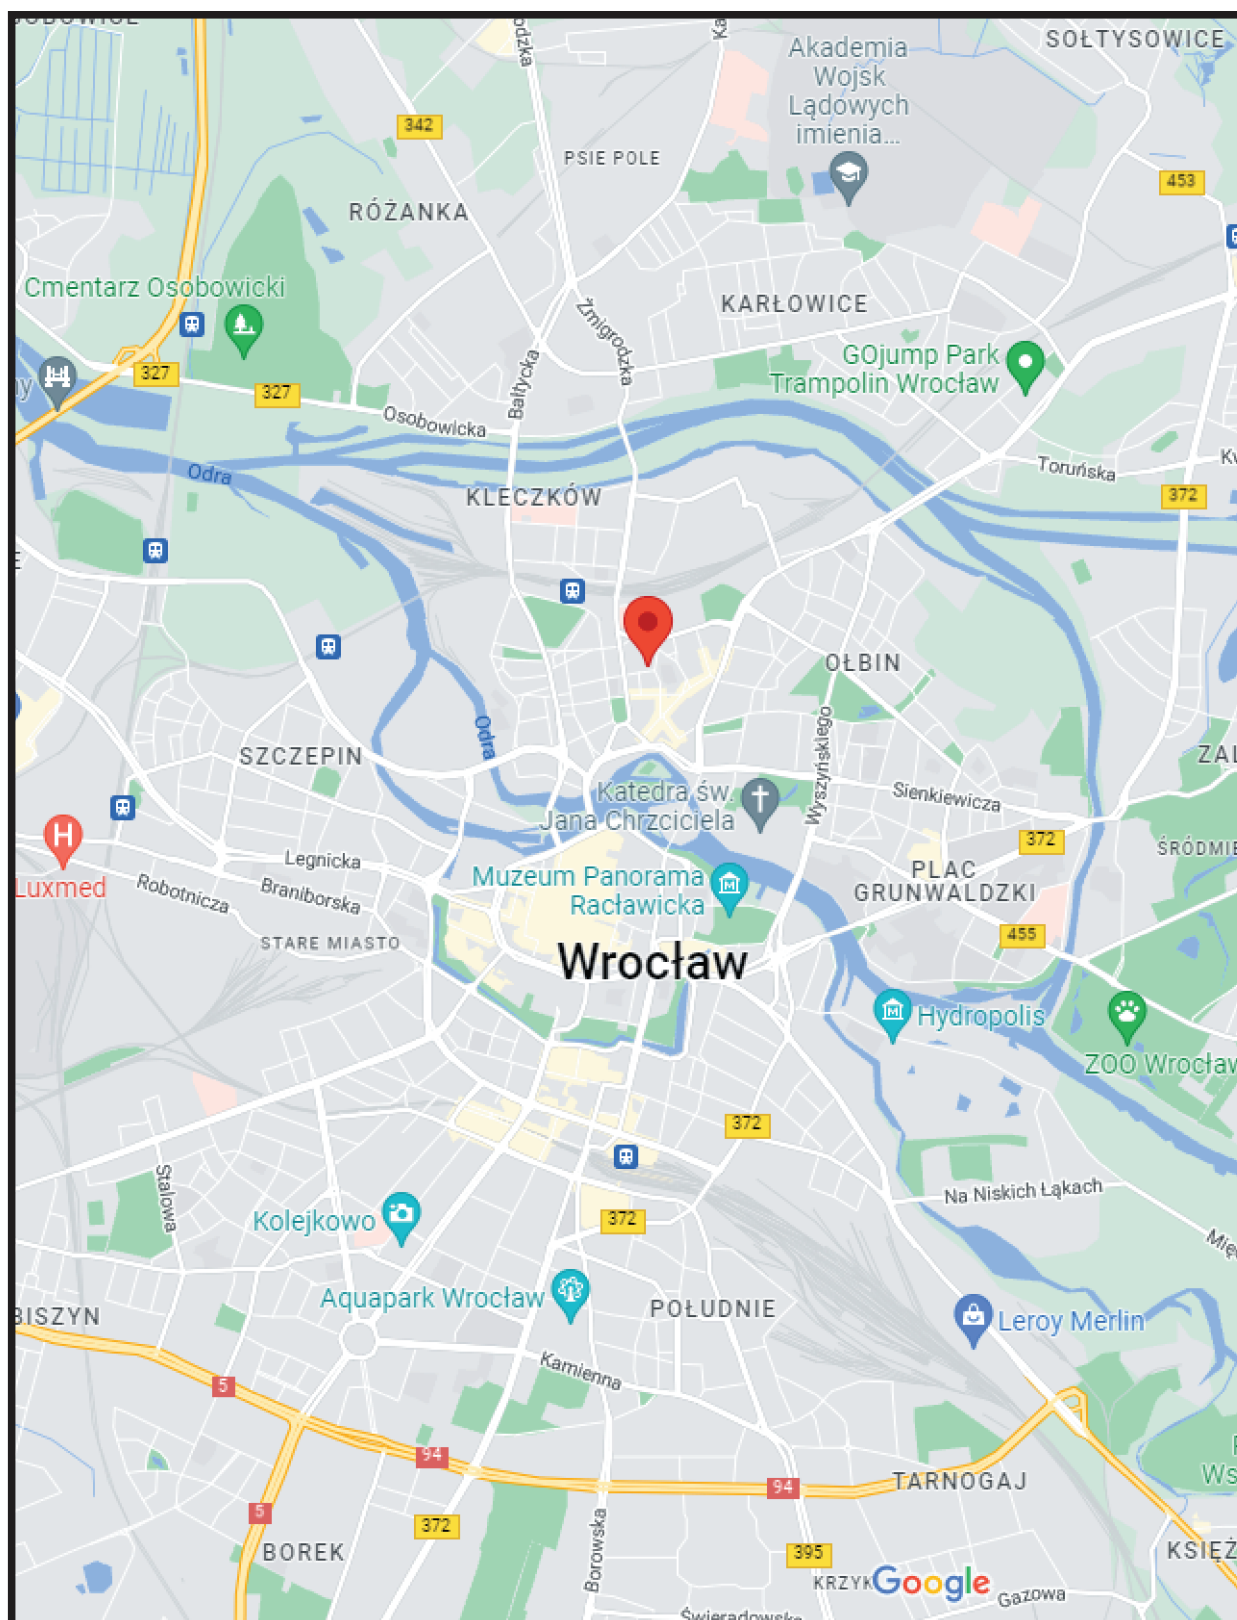 SOŁTYSOWICE
Akademia
Wojsk
Lądowych
imienia...
342
PSIE POLE
453
RÓŻANKA
Cmentarz Osobowicki
KARŁOWICE
Żmigrodzka
GOjump Park
Trampolin Wrocław
327
327
Bałtycka
Osobowicka
Odra
Toruńska
KLECZKÓW
372
OŁBIN
Odra
Wyszyńskiego
SZCZEPIN
Katedra św.
Jana Chrzciciela
Sienkiewicza
372
H
Luxmed
Legnicka
Braniborska
Robotnicza
Muzeum Panorama
Racławicka
PLAC
GRUNWALDZKI
STARE MIASTO
455
Wrocław
Hydropolis
ZOO Wrocław
372
Stalowa
Na Niskich Łąkach
Kolejkowo
372
Aquapark Wrocław
POŁUDNIE
Leroy Merlin
BISZYN
Kamienna
5
94
94
TARNOGAJ
5
372
BOREK
Borowska
395
KRZYK
Google
Gazowa
KSIĘŻ
Świeradowska